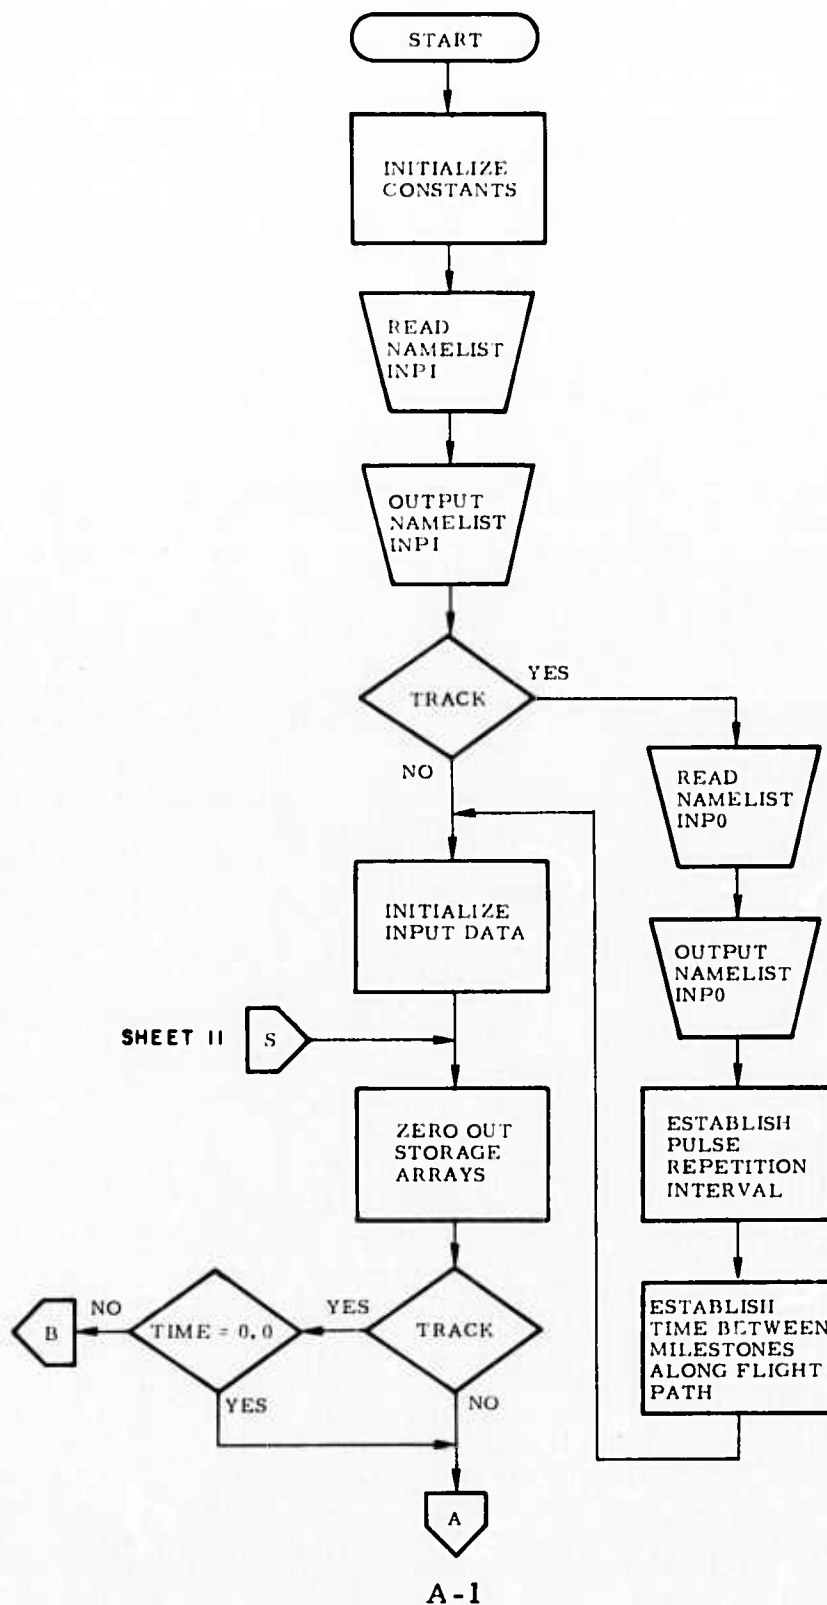 START
INITIALIZE
CONSTANTS
READ
NAMELIST
INP1
OUTPUT
NAMELIST
INP1
TRACK
YES
NO
READ
NAMELIST
INP0
INITIALIZE
INPUT DATA
OUTPUT
NAMELIST
INP0
SHEET 11
S
ZERO OUT
STORAGE
ARRAYS
ESTABLISH
PULSE
REPETITION
INTERVAL
B
NO
TIME = 0.0
YES
TRACK
YES
NO
ESTABLISH
TIME BETWEEN
MILESTONES
ALONG FLIGHT
PATH
A
A-1